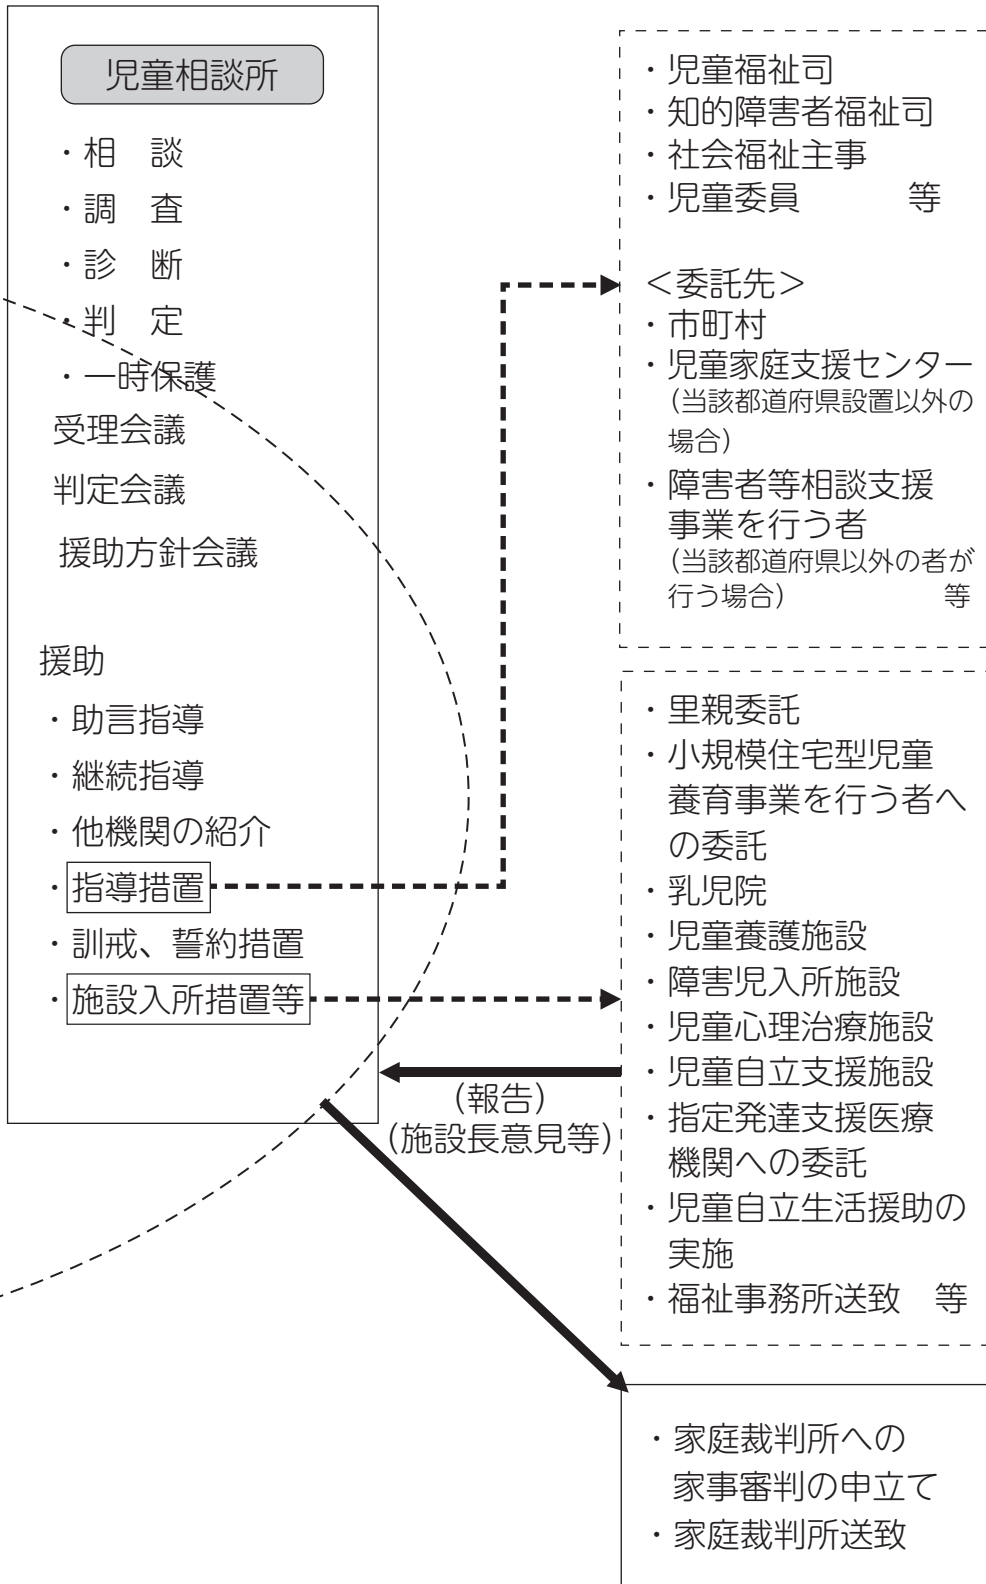 児童相談所
・相　談
・調　査
・診　断
・判　定
・一時保護
受理会議
判定会議
援助方針会議
援助
・助言指導
・継続指導
・他機関の紹介
・指導措置
・訓戒、誓約措置
・施設入所措置等
(報告)
(施設長意見等)
・児童福祉司
・知的障害者福祉司
・社会福祉主事
・児童委員　　　等
＜委託先＞
・市町村
・児童家庭支援センター
(当該都道府県設置以外の
場合)
・障害者等相談支援
事業を行う者
(当該都道府県以外の者が
行う場合)　　　　　等
・里親委託
・小規模住宅型児童
養育事業を行う者へ
の委託
・乳児院
・児童養護施設
・障害児入所施設
・児童心理治療施設
・児童自立支援施設
・指定発達支援医療
機関への委託
・児童自立生活援助の
実施
・福祉事務所送致　等
・家庭裁判所への
家事審判の申立て
・家庭裁判所送致